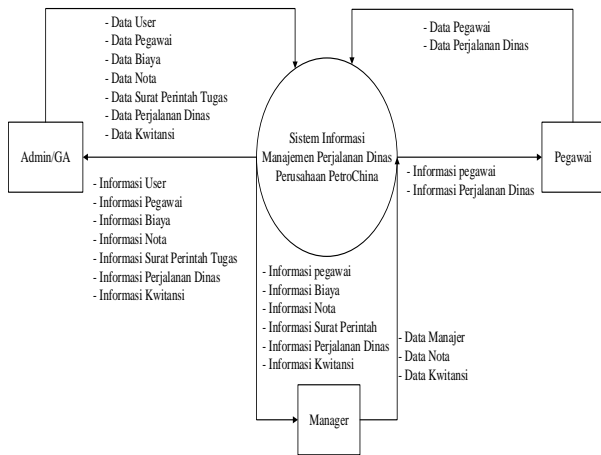 - Data User
- Data Pegawai
- Data Biaya
- Data Nota
- Data Surat Perintah Tugas
- Data Perjalanan Dinas
- Data Kwitansi
- Data Pegawai
- Data Perjalanan Dinas
Admin/GA
Sistem Informasi
Manajemen Perjalanan Dinas
Perusahaan PetroChina
Pegawai
- Informasi User
- Informasi Pegawai
- Informasi Biaya
- Informasi Nota
- Informasi Surat Perintah Tugas
- Informasi Perjalanan Dinas
- Informasi Kwitansi
- Informasi pegawai
- Informasi Perjalanan Dinas
- Informasi pegawai
- Informasi Biaya
- Informasi Nota
- Informasi Surat Perintah
- Informasi Perjalanan Dinas
- Informasi Kwitansi
- Data Manajer
- Data Nota
- Data Kwitansi
Manager